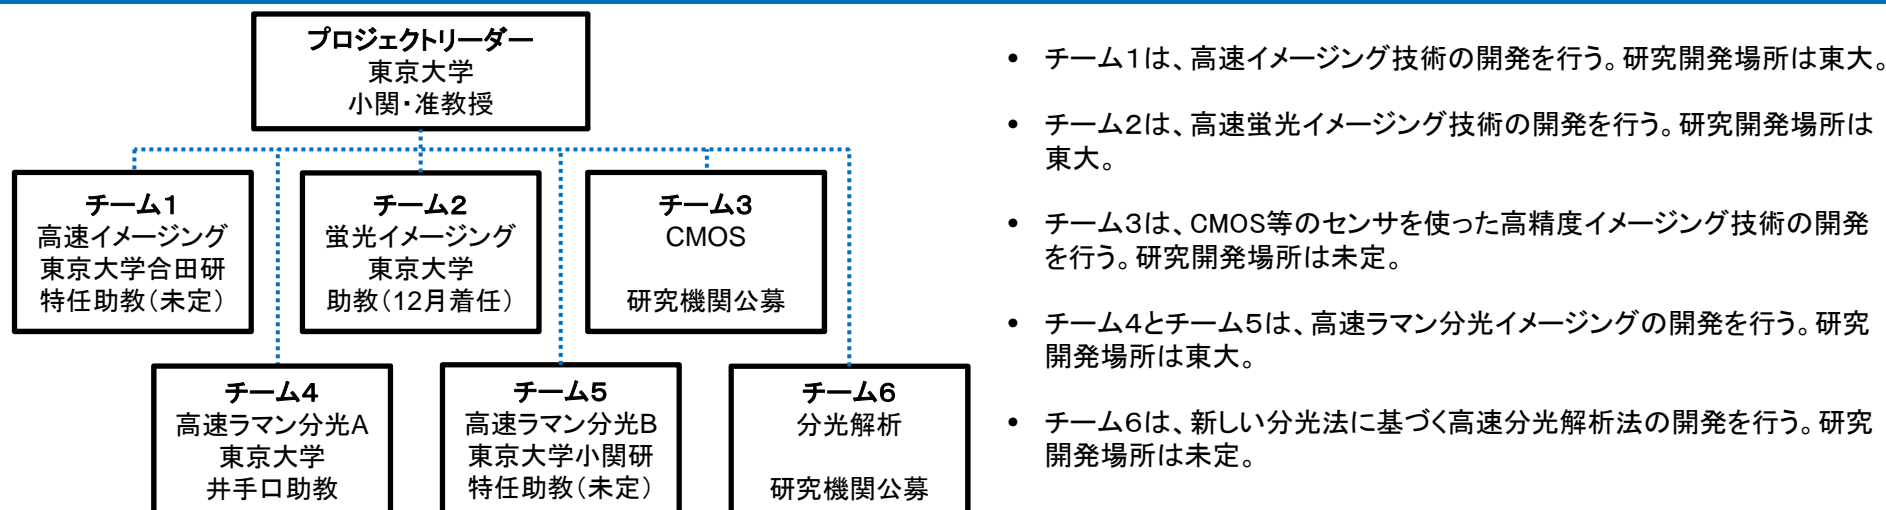 プロジェクトリーダー
東京大学
小関・准教授
チーム1
高速イメージング
東京大学合田研
特任助教(未定)
チーム2
蛍光イメージング
東京大学
助教(12月着任)
チーム3
CMOS
研究機関公募
チーム4
高速ラマン分光A
東京大学
井手口助教
チーム5
高速ラマン分光B
東京大学小関研
特任助教(未定)
チーム6
分光解析
研究機関公募
• チーム1は、高速イメージング技術の開発を行う。研究開発場所は東大。
• チーム2は、高速蛍光イメージング技術の開発を行う。研究開発場所は
東大。
• チーム3は、CMOS等のセンサを使った高精度イメージング技術の開発
を行う。研究開発場所は未定。
• チーム4とチーム5は、高速ラマン分光イメージングの開発を行う。研究
開発場所は東大。
• チーム6は、新しい分光法に基づく高速分光解析法の開発を行う。研究
開発場所は未定。